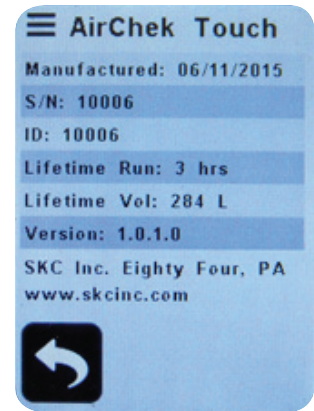 AirChek Touch
Manufactured: 06/11/2015
S/N: 10006
ID: 10006
Lifetime Run: 3 hrs
Lifetime Vol: 284 L
Version: 1.0.1.0
SKC Inc. Eighty Four, PA
www.skcinc.com